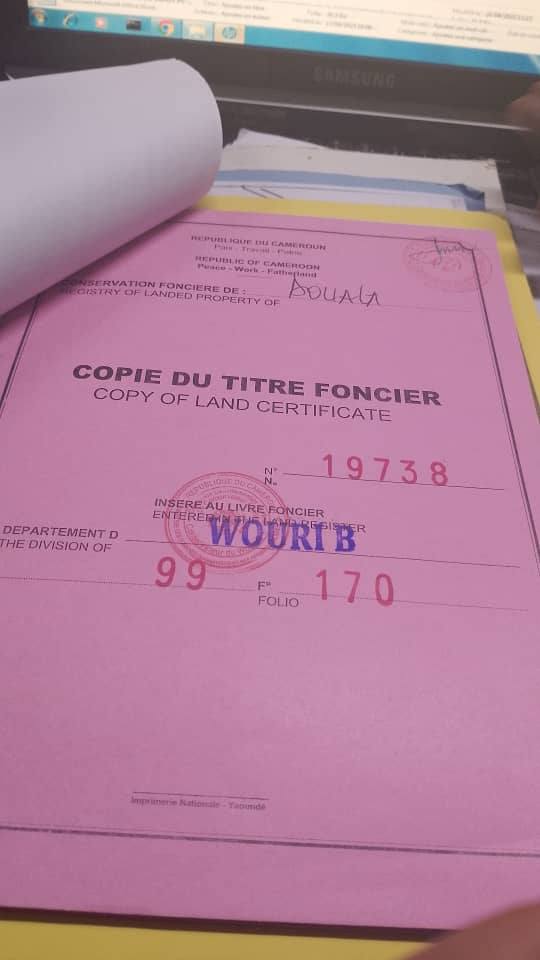 SAMSUNG
REPUBLIQUE DU CAMEROUN
Paix - Travail - Patrie
REPUBLIC OF CAMEROON
Peace - Work - Fatherland
CONSERVATION FONCIERE DE :
REGISTRY OF LANDED PROPERTY OF
DOUALA
COPIE DU TITRE FONCIER
COPY OF LAND CERTIFICATE
N°
N°
19738
INSERE AU LIVRE FONCIER
ENTERED IN THE LAND REGISTER
DEPARTEMENT D
THE DIVISION OF
WOURI B
99
F°
FOLIO
170
Imprimerie Nationale - Yaoundé